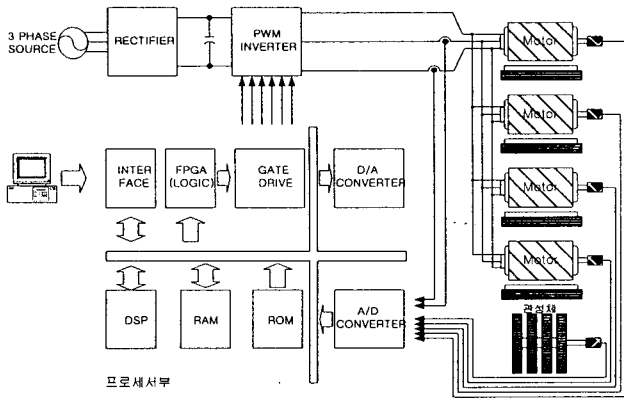 3 PHASE
SOURCE
RECTIFIER
PWM
INVERTER
Motor
Motor
Motor
Motor
INTER
FACE
FPGA
(LOGIC)
GATE
DRIVE
D/A
CONVERTER
DSP
RAM
ROM
A/D
CONVERTER
관성체
프로세서부